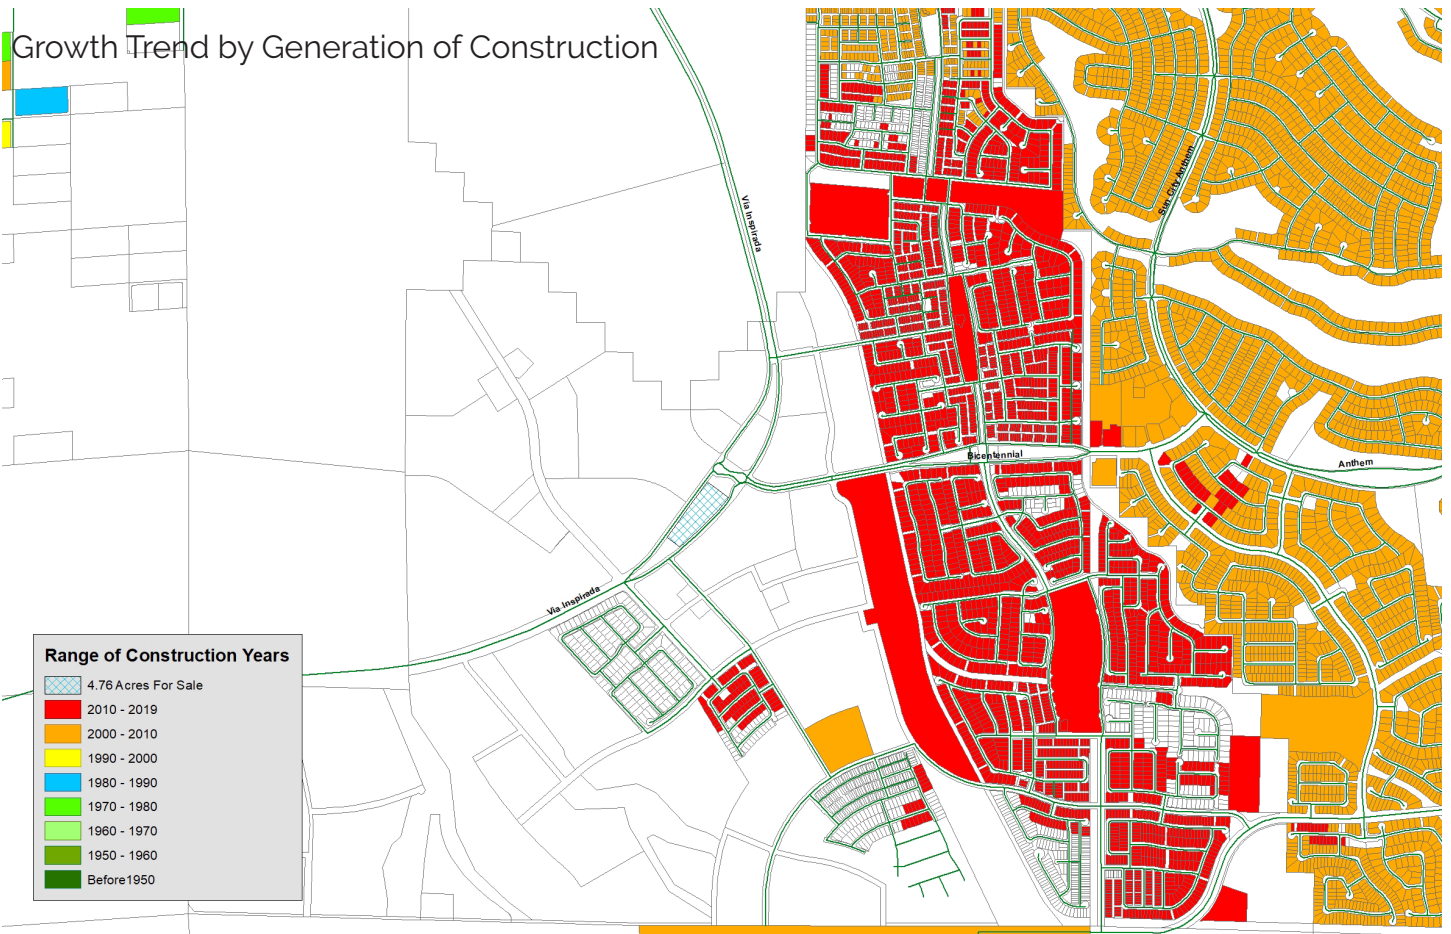 Growth Trend by Generation of Construction
Sun City Anthem
Via Inspirada
Bicentennial
Anthem
Via Inspirada
Range of Construction Years
4.76 Acres For Sale
2010 - 2019
2000 - 2010
1990 - 2000
1980 - 1990
1970 - 1980
1960 - 1970
1950 - 1960
Before1950